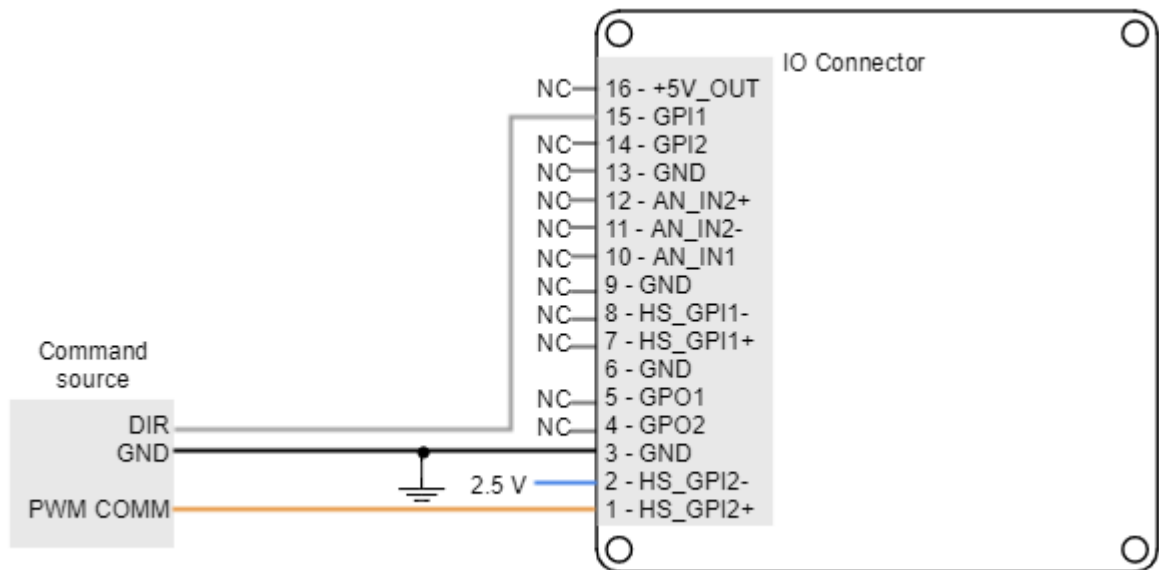 IO Connector
NC 16 - +5V_OUT
15 - GPI1
NC 14 - GPI2
NC 13 - GND
NC 12 - AN_IN2+
NC 11 - AN_IN2-
NC 10 - AN_IN1
NC 9 - GND
NC 8 - HS_GPI1-
NC 7 - HS_GPI1+
6 - GND
NC 5 - GPO1
NC 4 - GPO2
3 - GND
2.5 V 2 - HS_GPI2-
1 - HS_GPI2+
Command
source
DIR
GND
PWM COMM